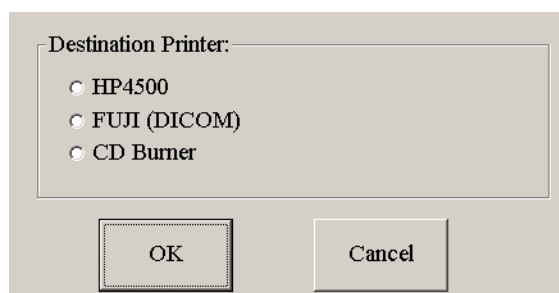 Destination Printer:
HP4500
FUJI (DICOM)
CD Burner
OK
Cancel